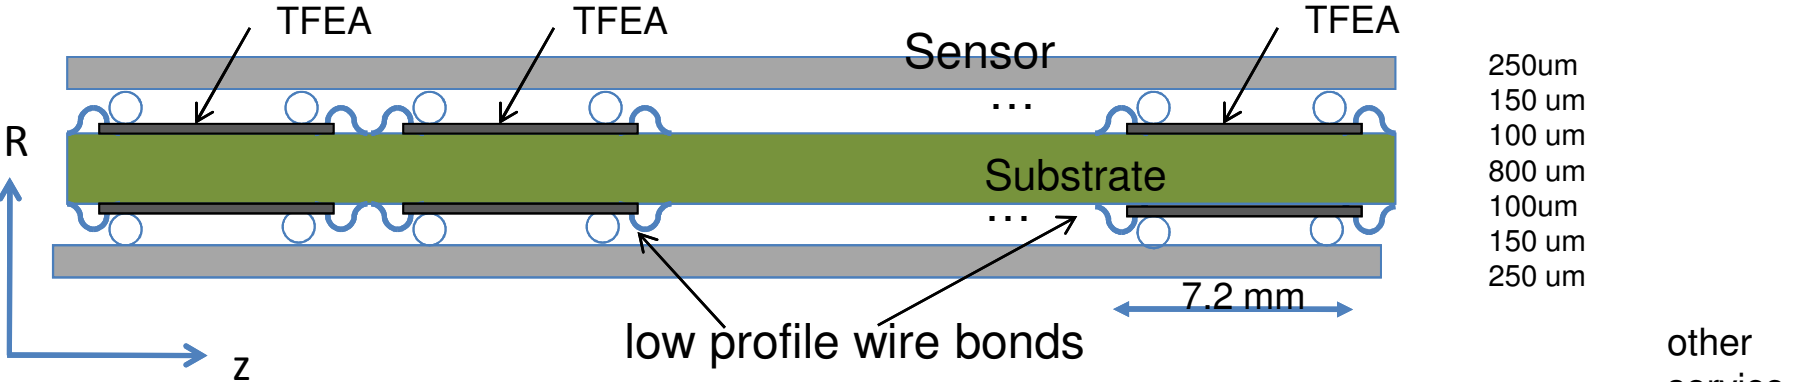 TFEA
TFEA
TFEA
Sensor
250um
...
150 um
R
100 um
Substrate
800 um
...
100um
150 um
250 um
7.2 mm
low profile wire bonds
other
z